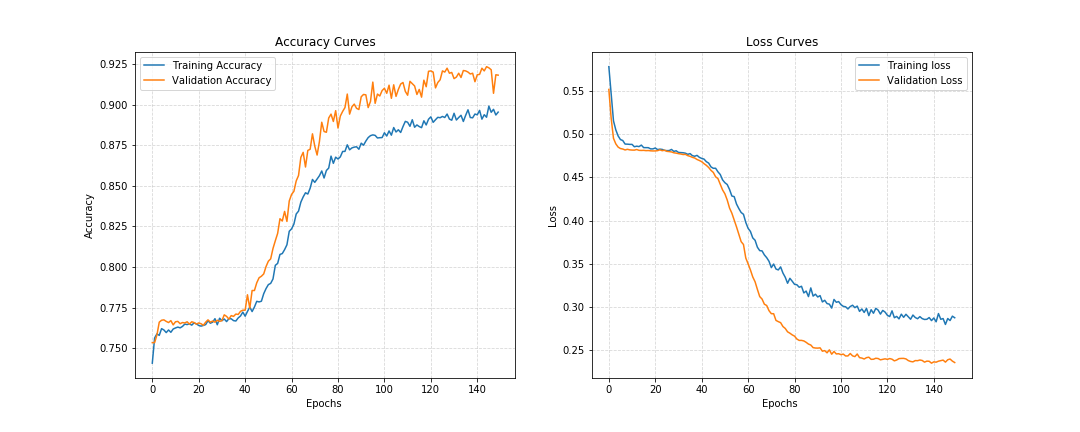 Accuracy Curves
Training Accuracy
Validation Accuracy
0.925
0.900
0.875
0.850
0.825
0.800
0.775
0.750
Accuracy
0 20 40 60 80 100 120 140
Epochs
Loss Curves
Training loss
Validation Loss
0.55
0.50
0.45
0.40
0.35
0.30
0.25
Loss
0 20 40 60 80 100 120 140
Epochs